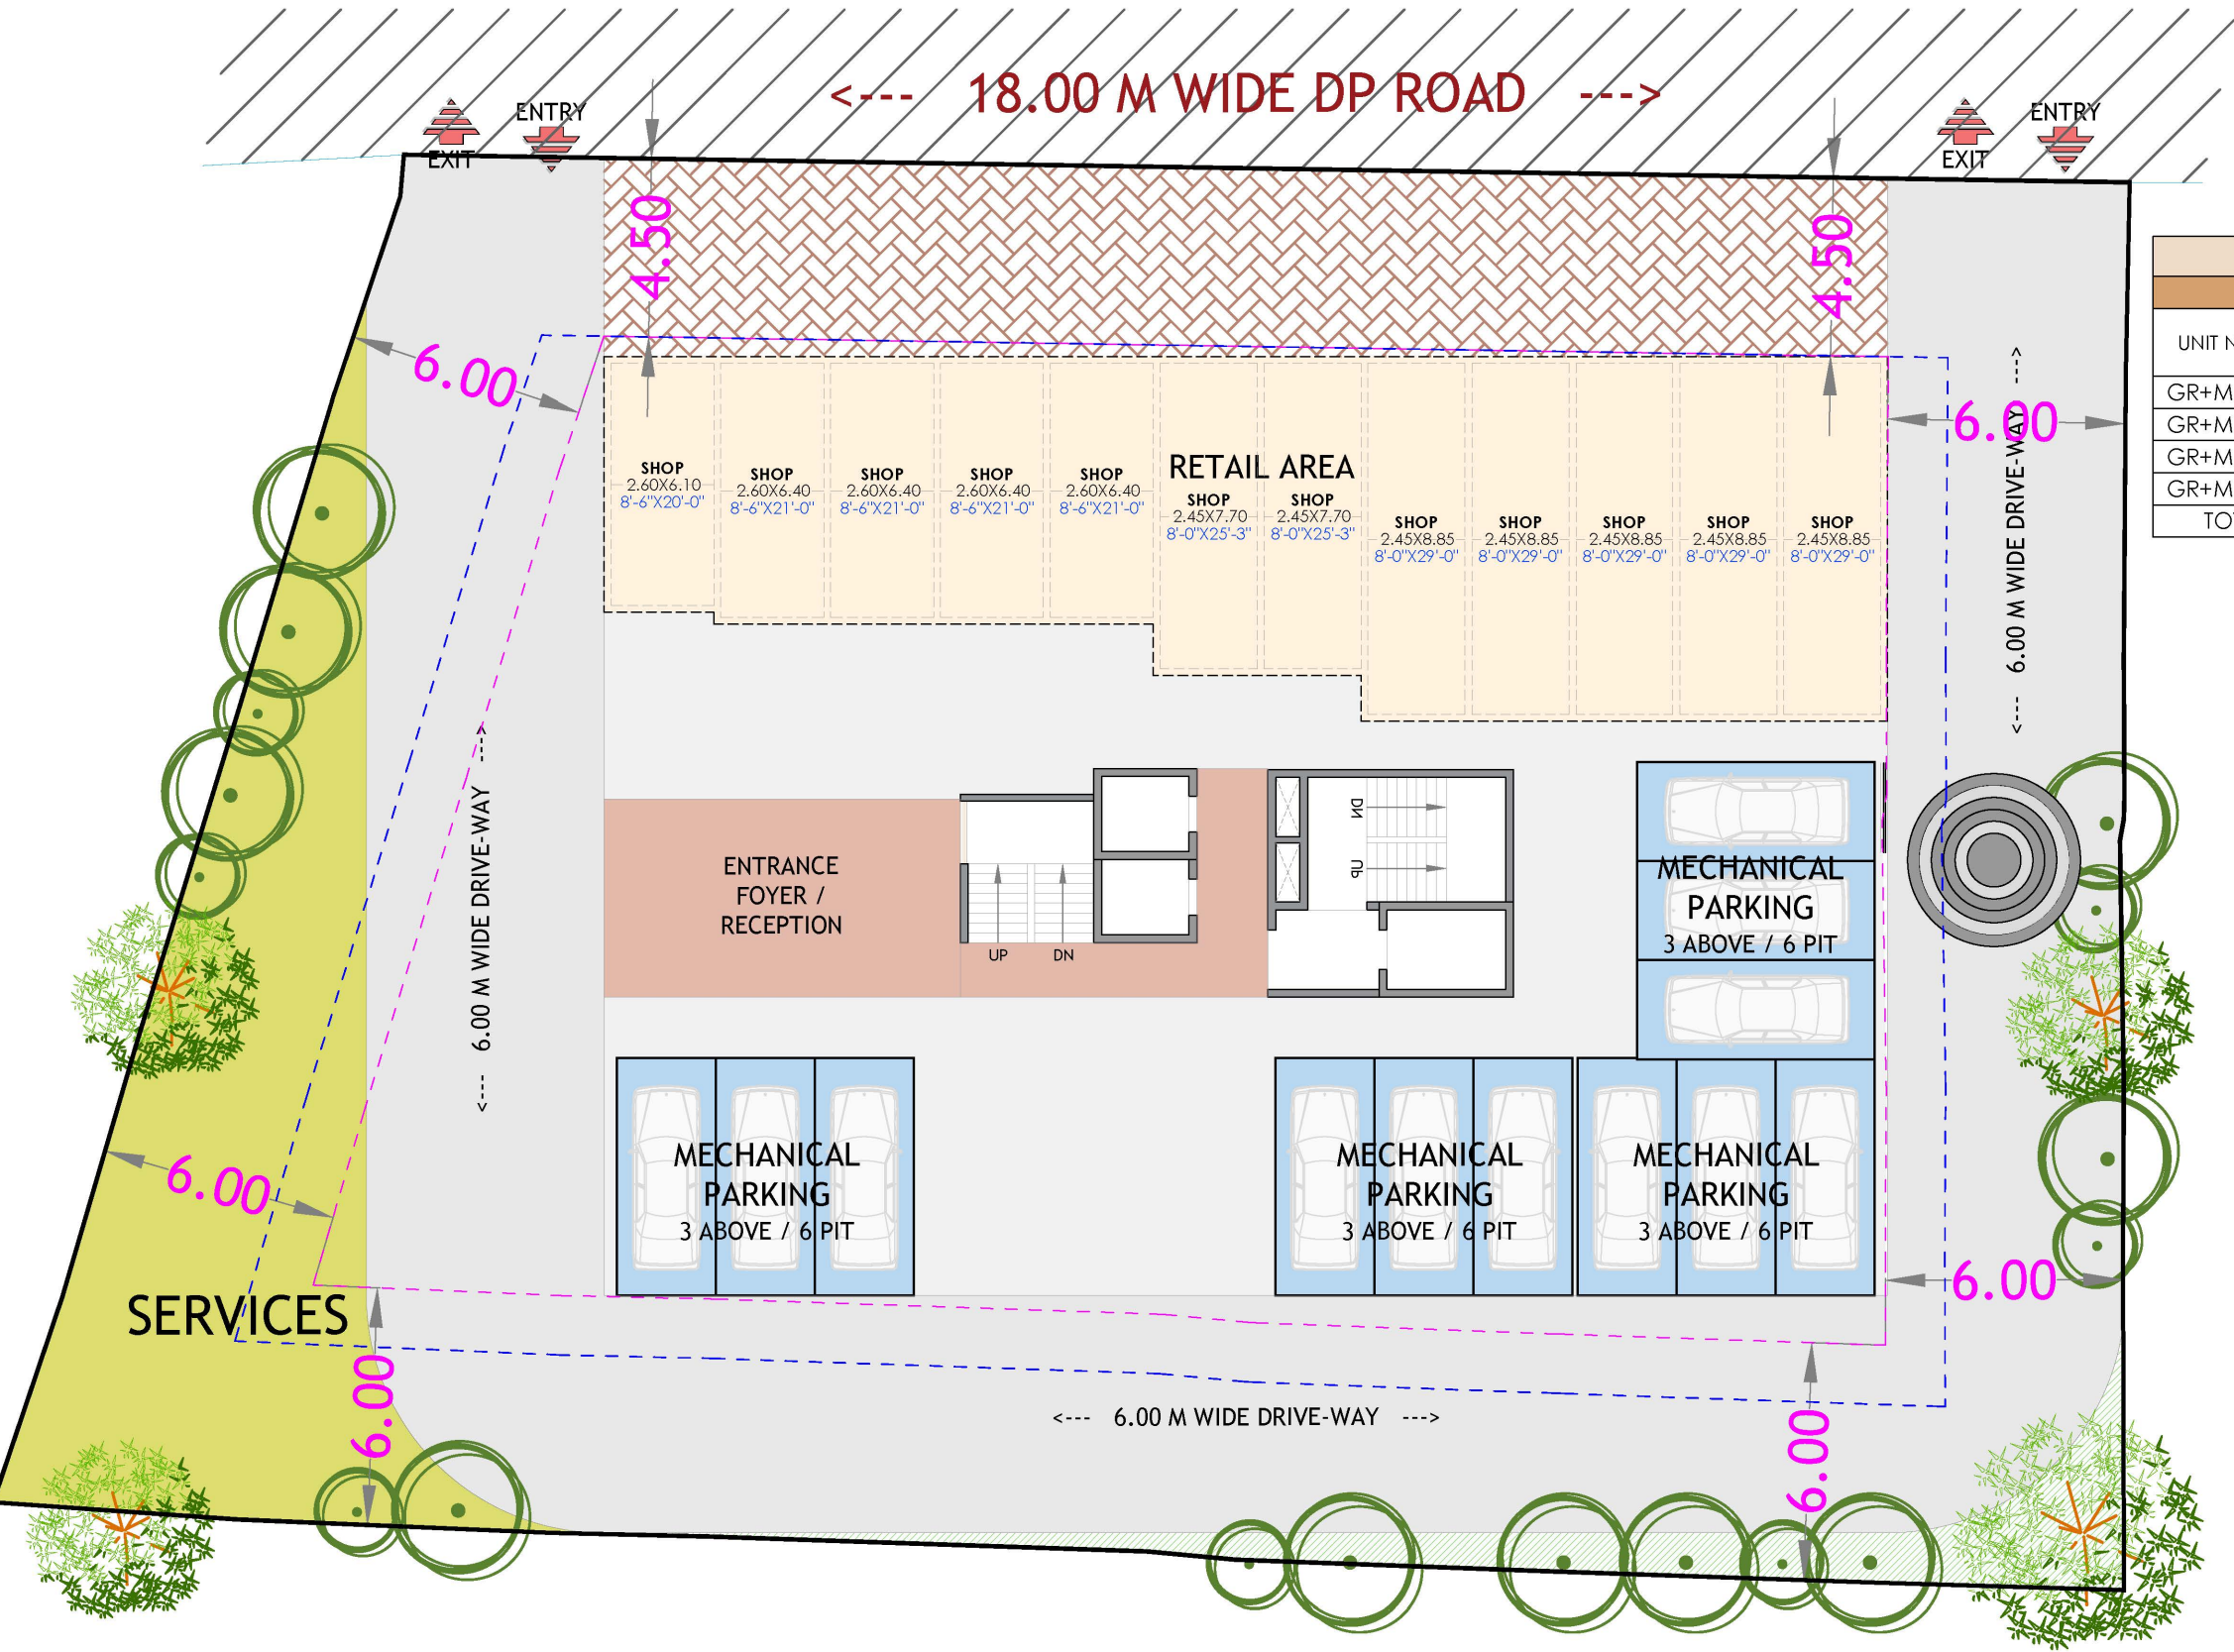 <--- 18.00 M WIDE DP ROAD --->
EXIT
ENTRY
EXIT
ENTRY
4.50
4.50
6.00
6.00
UNIT N
GR+M
GR+M
GR+M
GR+M
TO
RETAIL AREA
SHOP
2.60X6.10
8'-6"X20'-0"
SHOP
2.60X6.40
8'-6"X21'-0"
SHOP
2.60X6.40
8'-6"X21'-0"
SHOP
2.60X6.40
8'-6"X21'-0"
SHOP
2.60X6.40
8'-6"X21'-0"
SHOP
2.45X7.70
8'-0"X25'-3"
SHOP
2.45X7.70
8'-0"X25'-3"
SHOP
2.45X8.85
8'-0"X29'-0"
SHOP
2.45X8.85
8'-0"X29'-0"
SHOP
2.45X8.85
8'-0"X29'-0"
SHOP
2.45X8.85
8'-0"X29'-0"
SHOP
2.45X8.85
8'-0"X29'-0"
<--- 6.00 M WIDE DRIVE-WAY --->
<--- 6.00 M WIDE DRIVE-WAY --->
ENTRANCE
FOYER /
RECEPTION
UP
DN
DN
UP
MECHANICAL
PARKING
3 ABOVE / 6 PIT
MECHANICAL
PARKING
3 ABOVE / 6 PIT
MECHANICAL
PARKING
3 ABOVE / 6 PIT
MECHANICAL
PARKING
3 ABOVE / 6 PIT
6.00
6.00
SERVICES
6.00
6.00
<--- 6.00 M WIDE DRIVE-WAY --->